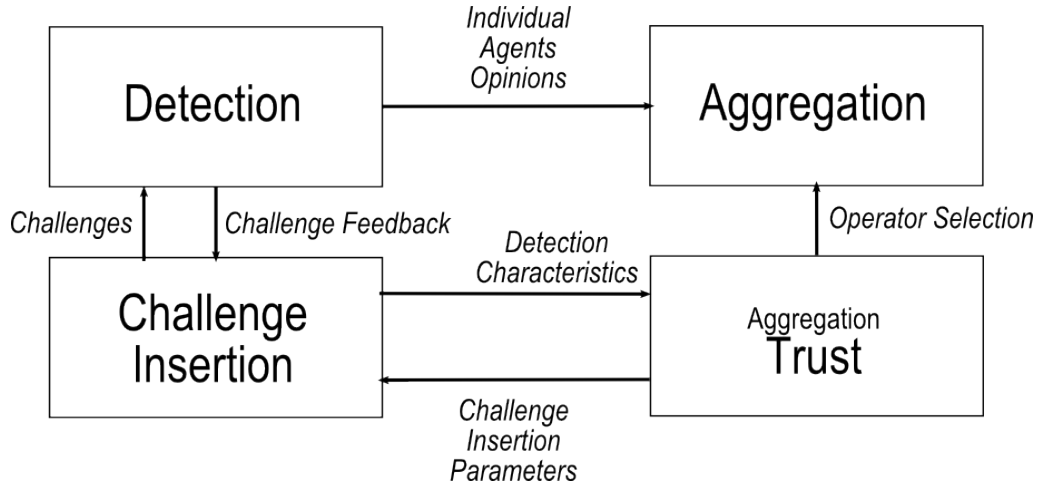 Individual
Agents
Opinions
Detection
Aggregation
Challenges
Challenge Feedback
Operator Selection
Detection
Characteristics
Challenge
Insertion
Aggregation
Trust
Challenge
Insertion
Parameters